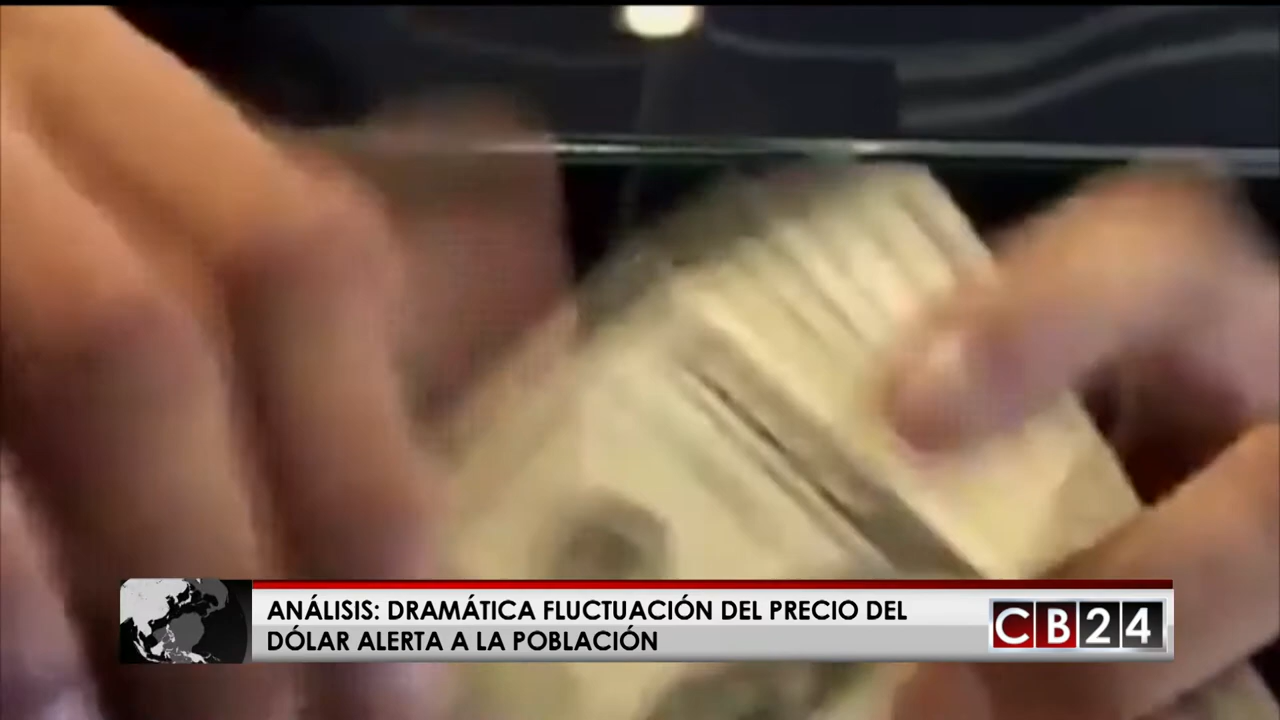 ANÁLISIS: DRAMÁTICA FLUCTUACIÓN DEL PRECIO DEL
DÓLAR ALERTA A LA POBLACIÓN
CB24